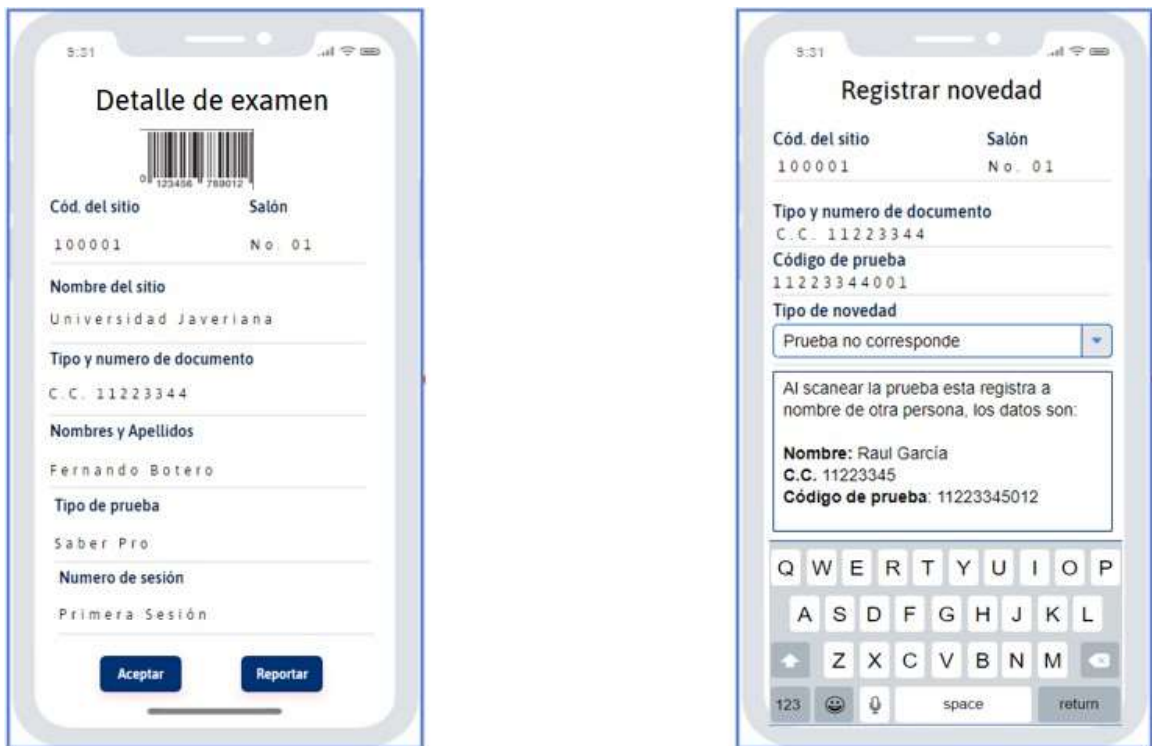 9:31
Detalle de examen
0 123456 789012
Cód. del sitio Salón
100001 No. 01
Nombre del sitio
Universidad Javeriana
Tipo y numero de documento
C.C. 11223344
Nombres y Apellidos
Fernando Botero
Tipo de prueba
Saber Pro
Numero de sesión
Primera Sesión
Aceptar Reportar
9:31
Registrar novedad
Cód. del sitio Salón
100001 No. 01
Tipo y numero de documento
C.C. 11223344
Código de prueba
11223344001
Tipo de novedad
Prueba no corresponde
Al scanear la prueba esta registra a
nombre de otra persona, los datos son:
Nombre: Raul García
C.C. 11223345
Código de prueba: 11223345012
Q W E R T Y U I O P
A S D F G H J K L
Z X C V B N M
123 space return